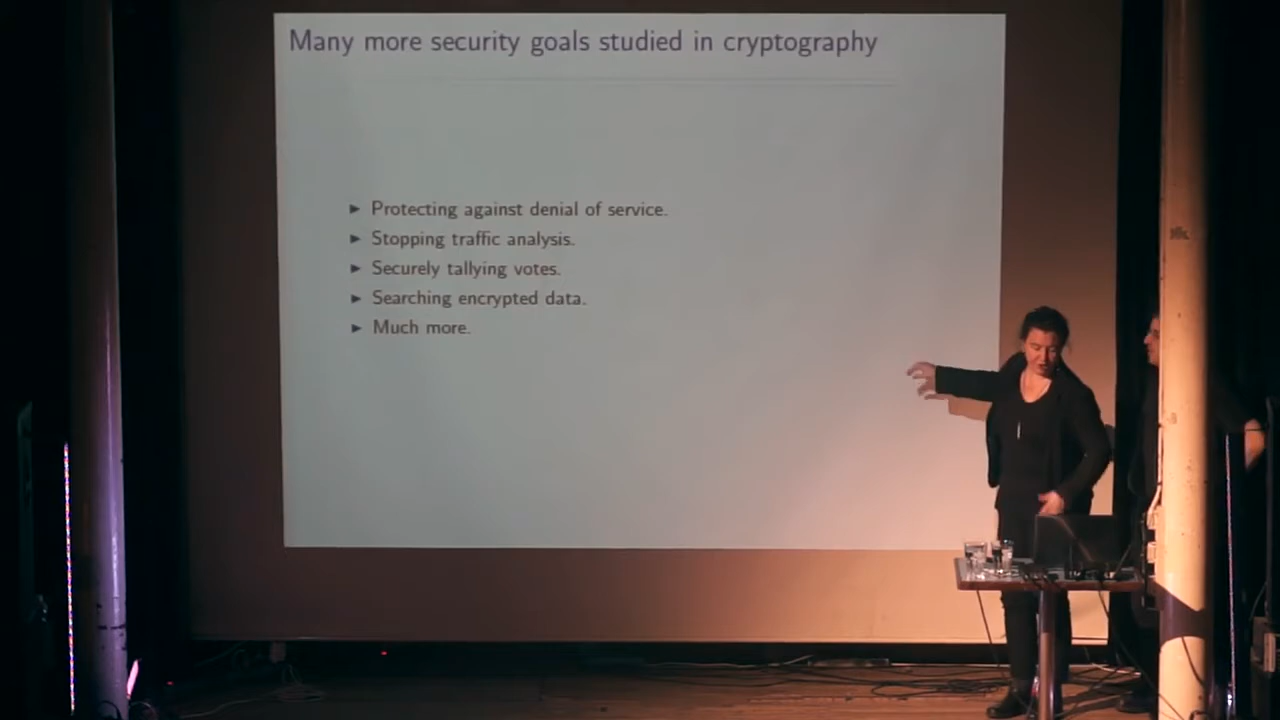 Many more security goals studied in cryptography
► Protecting against denial of service.
► Stopping traffic analysis.
► Securely tallying votes.
► Searching encrypted data.
► Much more.